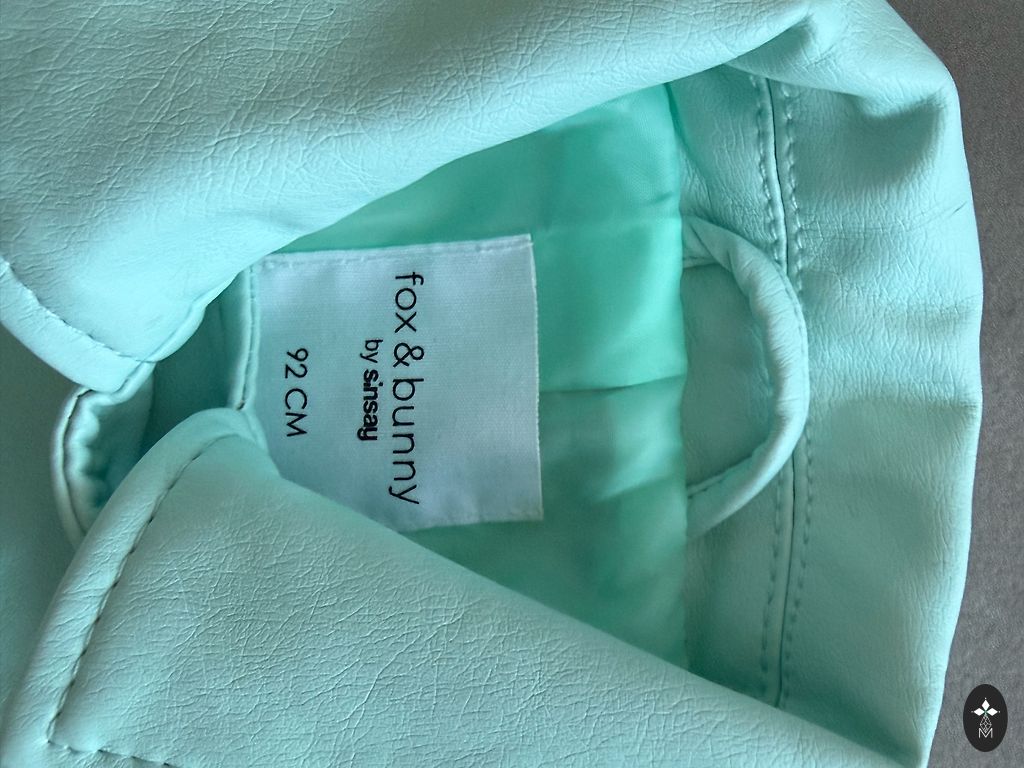 fox & bunny
by sinsay
92 CM
M